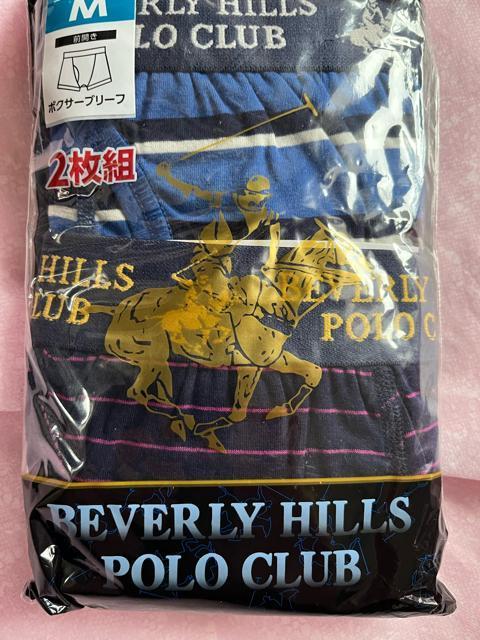 M
前開き
ボクサーブリーフ
RLY HILLS
LO CLUB
2枚組
HILLS
LUB
BEVERLY
POLO C
BEVERLY HILLS
POLO CLUB